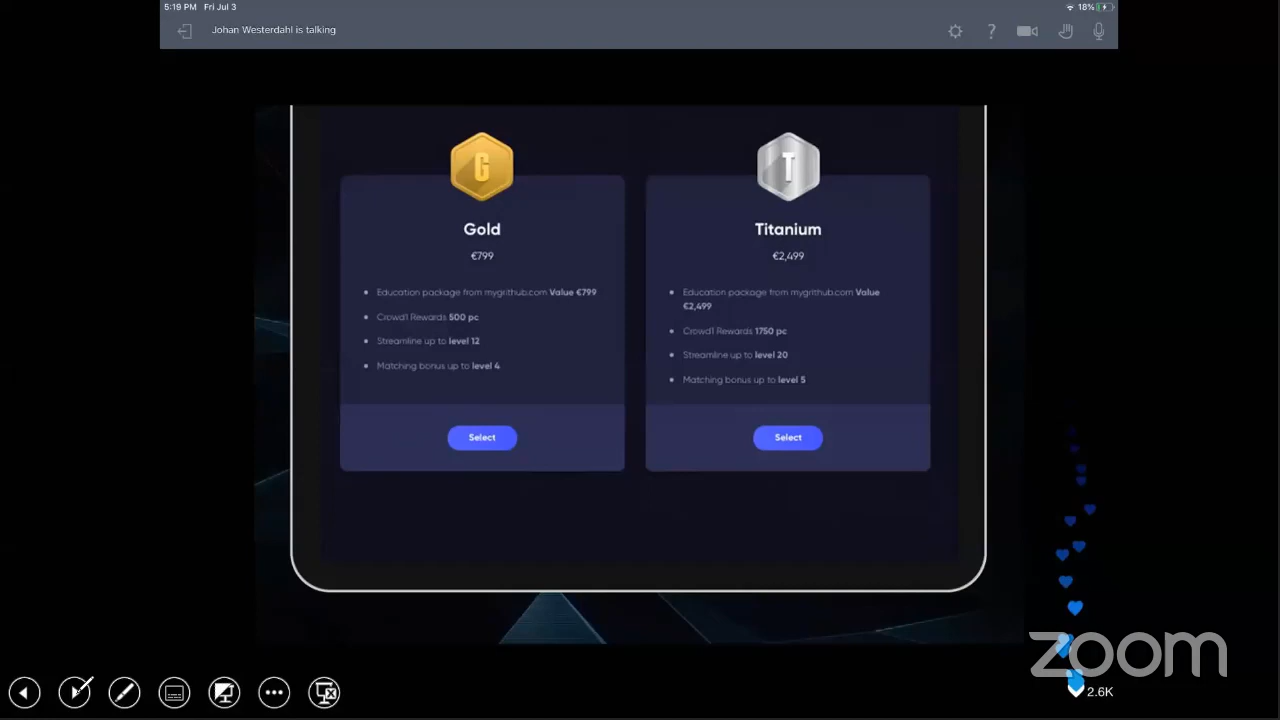 5:19 PM Fri Jul 3
18%
Johan Westerdahl is talking
?
G
Gold
€799
Education package from mygrithub.com Value €799
Crowd1 Rewards 500 pc
Streamline up to level 12
Matching bonus up to level 4
Select
T
Titanium
€2,499
Education package from mygrithub.com Value
€2,499
Crowd1 Rewards 1750 pc
Streamline up to level 20
Matching bonus up to level 5
Select
zoom
2.6K